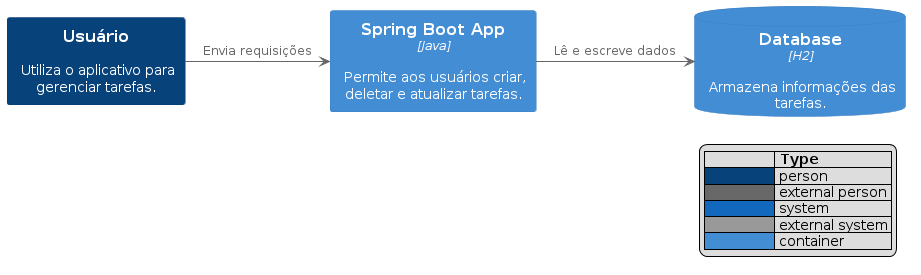 Usuário
Utiliza o aplicativo para
gerenciar tarefas.
Envia requisições
Spring Boot App
[Java]
Permite aos usuários criar,
deletar e atualizar tarefas.
Lê e escreve dados
Database
[H2]
Armazena informações das
tarefas.
Type
person
external person
system
external system
container